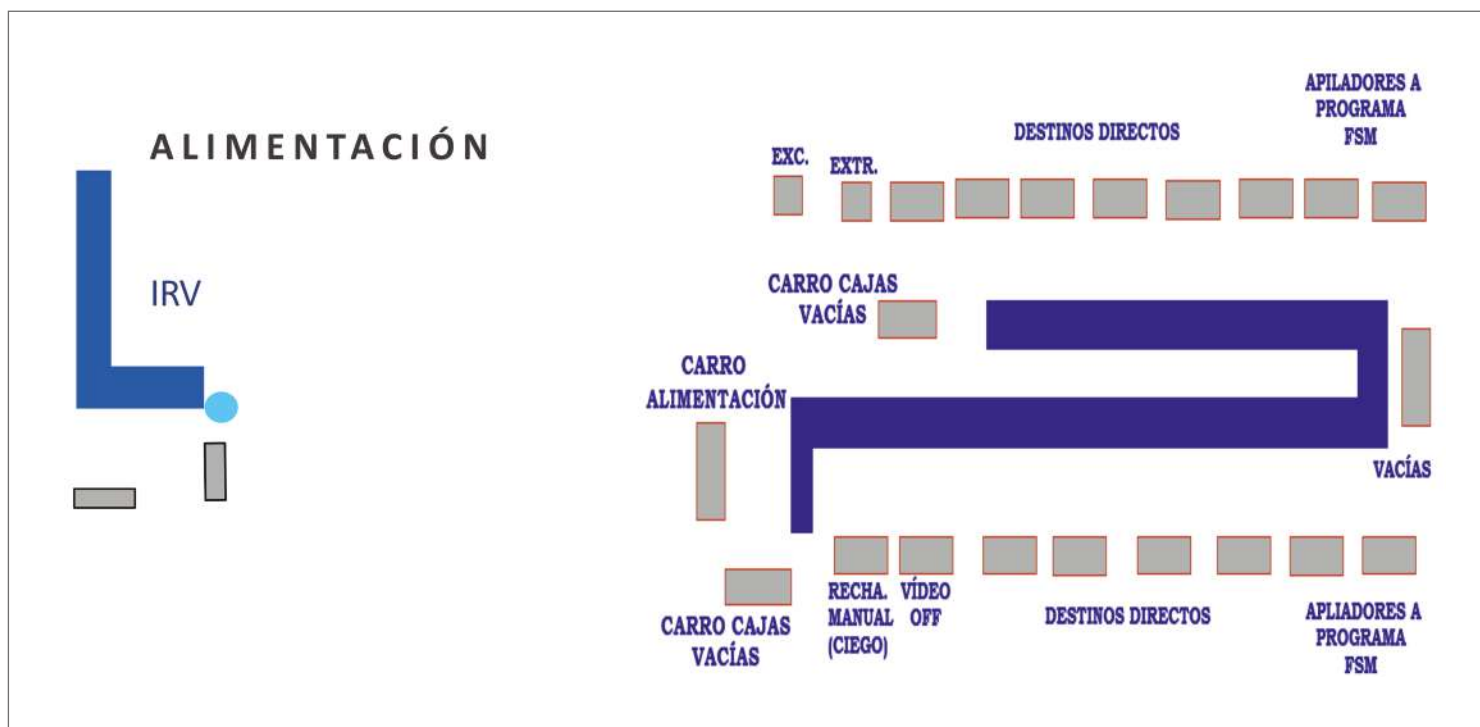 ALIMENTACIÓN
IRV
EXC.
EXTR.
DESTINOS DIRECTOS
APILADORES A
PROGRAMA
FSM
CARRO CAJAS
VACÍAS
CARRO
ALIMENTACIÓN
VACÍAS
CARRO CAJAS
VACÍAS
RECHA.
MANUAL
(CIEGO)
VÍDEO
OFF
DESTINOS DIRECTOS
APLIADORES A
PROGRAMA
FSM